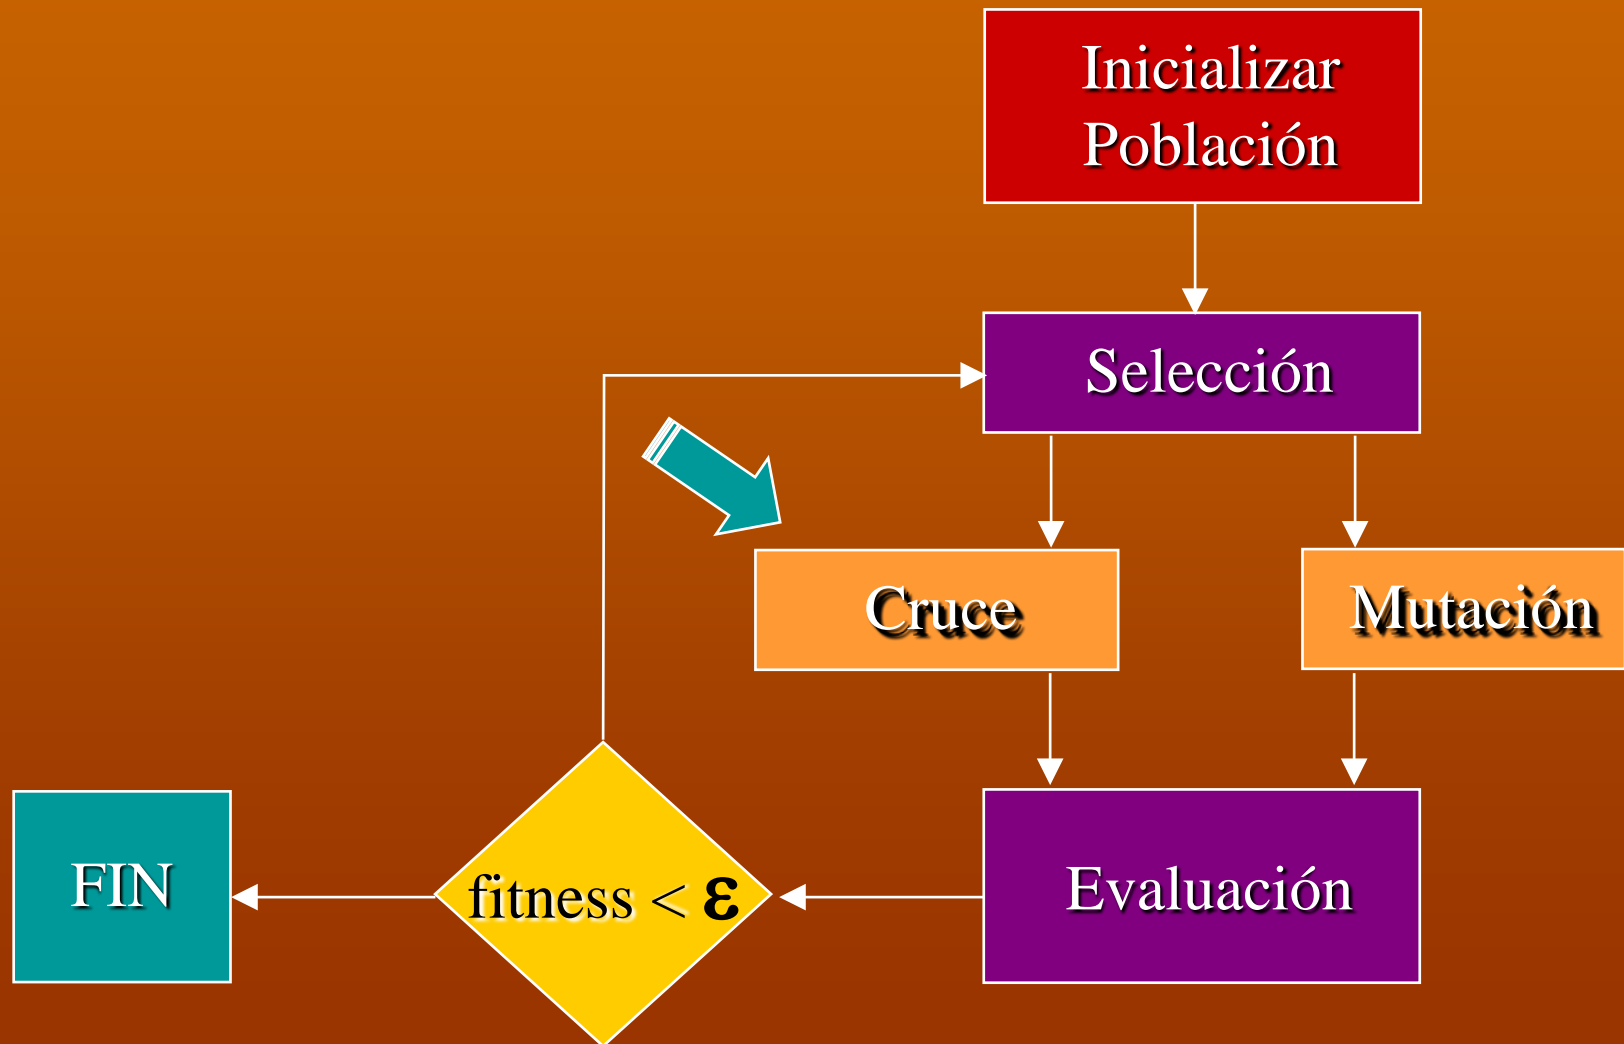 Inicializar
Población
Selección
Cruce
Mutación
FIN
fitness < ε
Evaluación